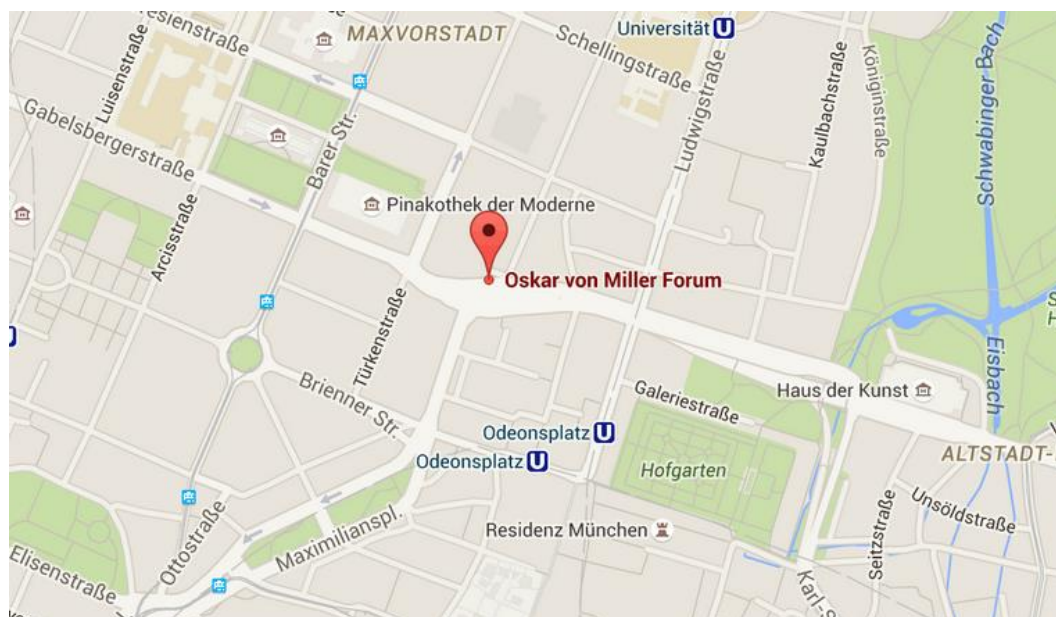 Universität U
MAXVORSTADT
esienstraße
Schellingstraße
Luisenstraße
Barer Str.
Ludwigstraße
Kaulbachstraße
Königinstraße
Schwabinger Bach
Gabelsbergerstraße
Pinakothek der Moderne
Arcisstraße
Oskar von Miller Forum
S
H
Türkenstraße
Eisbach
Brienner Str.
Galeriestraße
Haus der Kunst
Odeonsplatz U
Odeonsplatz U
ALTSTADT-
Hofgarten
Unsöldstraße
Seitzstraße
Maximilianspl.
Residenz München
Ottostraße
Elisenstraße
Karl-S